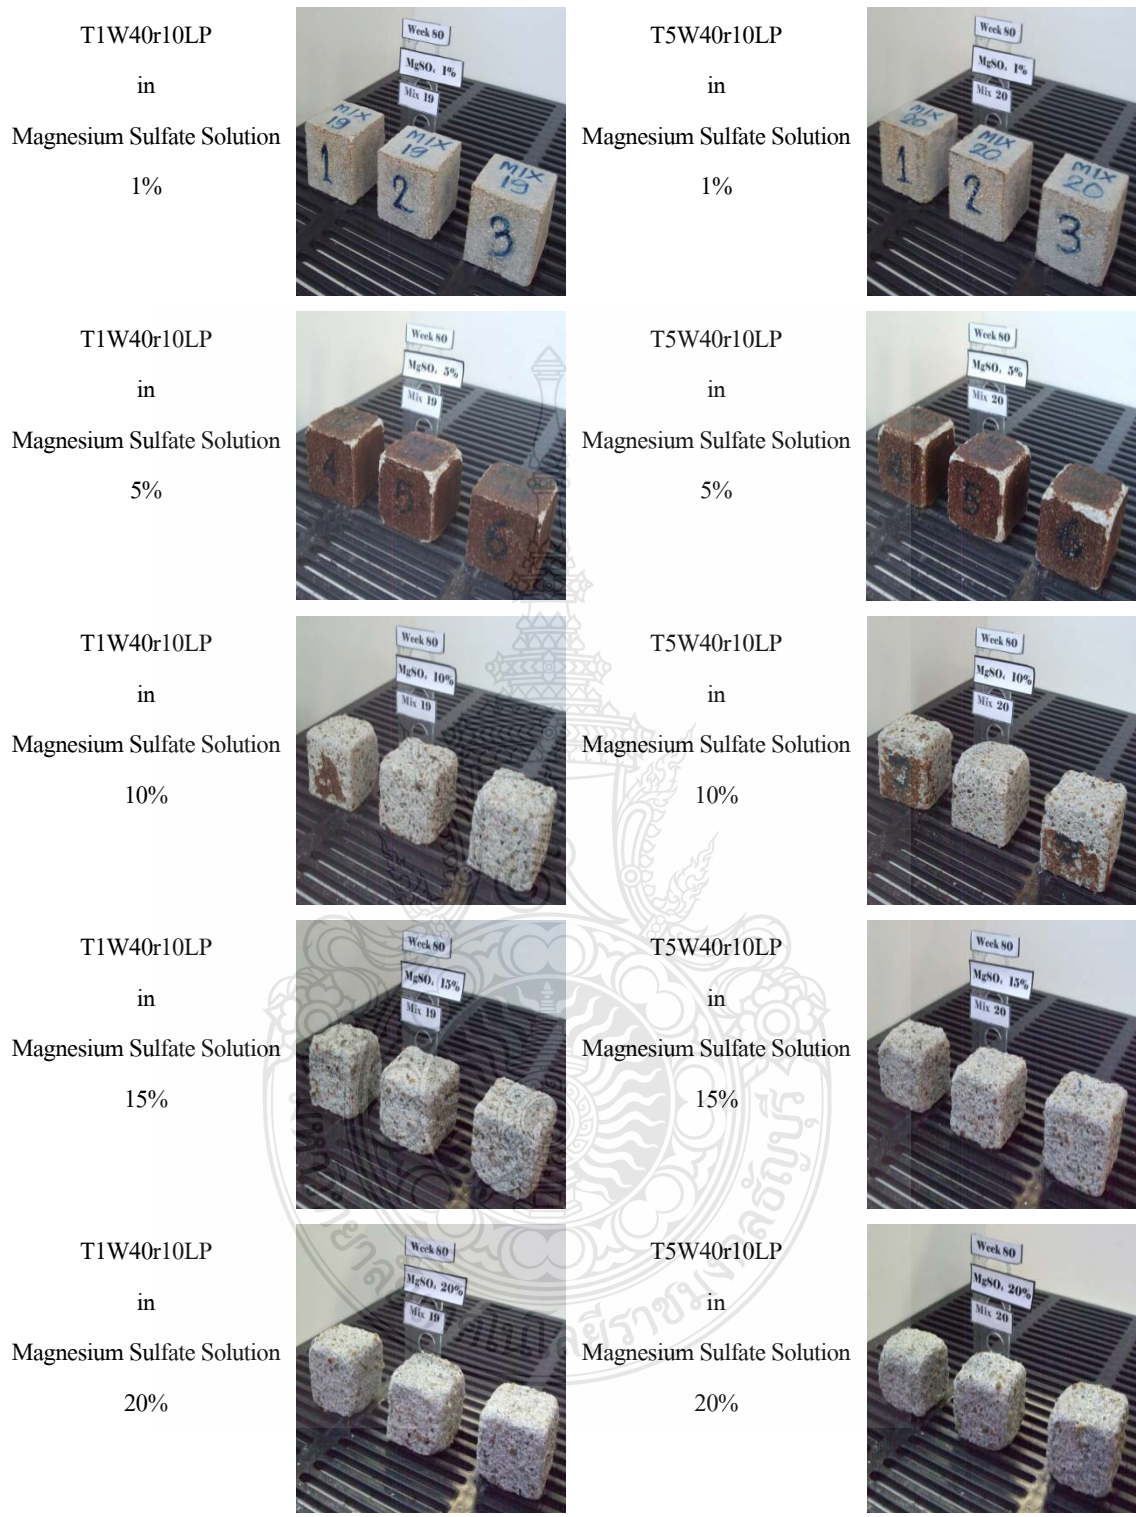 T1W40r10LP
in
Magnesium Sulfate Solution
1%
Week 80
MgSO₄ 1%
Mix 19
MIX
19
1
MIX
19
2
MIX
19
3
T5W40r10LP
in
Magnesium Sulfate Solution
1%
Week 80
MgSO₄ 1%
Mix 20
MIX
20
1
MIX
20
2
MIX
20
3
T1W40r10LP
in
Magnesium Sulfate Solution
5%
Week 80
MgSO₄ 5%
Mix 19
4
5
6
T5W40r10LP
in
Magnesium Sulfate Solution
5%
Week 80
MgSO₄ 5%
Mix 20
4
5
6
T1W40r10LP
in
Magnesium Sulfate Solution
10%
Week 80
MgSO₄ 10%
Mix 19
T5W40r10LP
in
Magnesium Sulfate Solution
10%
Week 80
MgSO₄ 10%
Mix 20
T1W40r10LP
in
Magnesium Sulfate Solution
15%
Week 80
MgSO₄ 15%
Mix 19
T5W40r10LP
in
Magnesium Sulfate Solution
15%
Week 80
MgSO₄ 15%
Mix 20
T1W40r10LP
in
Magnesium Sulfate Solution
20%
Week 80
MgSO₄ 20%
Mix 19
T5W40r10LP
in
Magnesium Sulfate Solution
20%
Week 80
MgSO₄ 20%
Mix 20